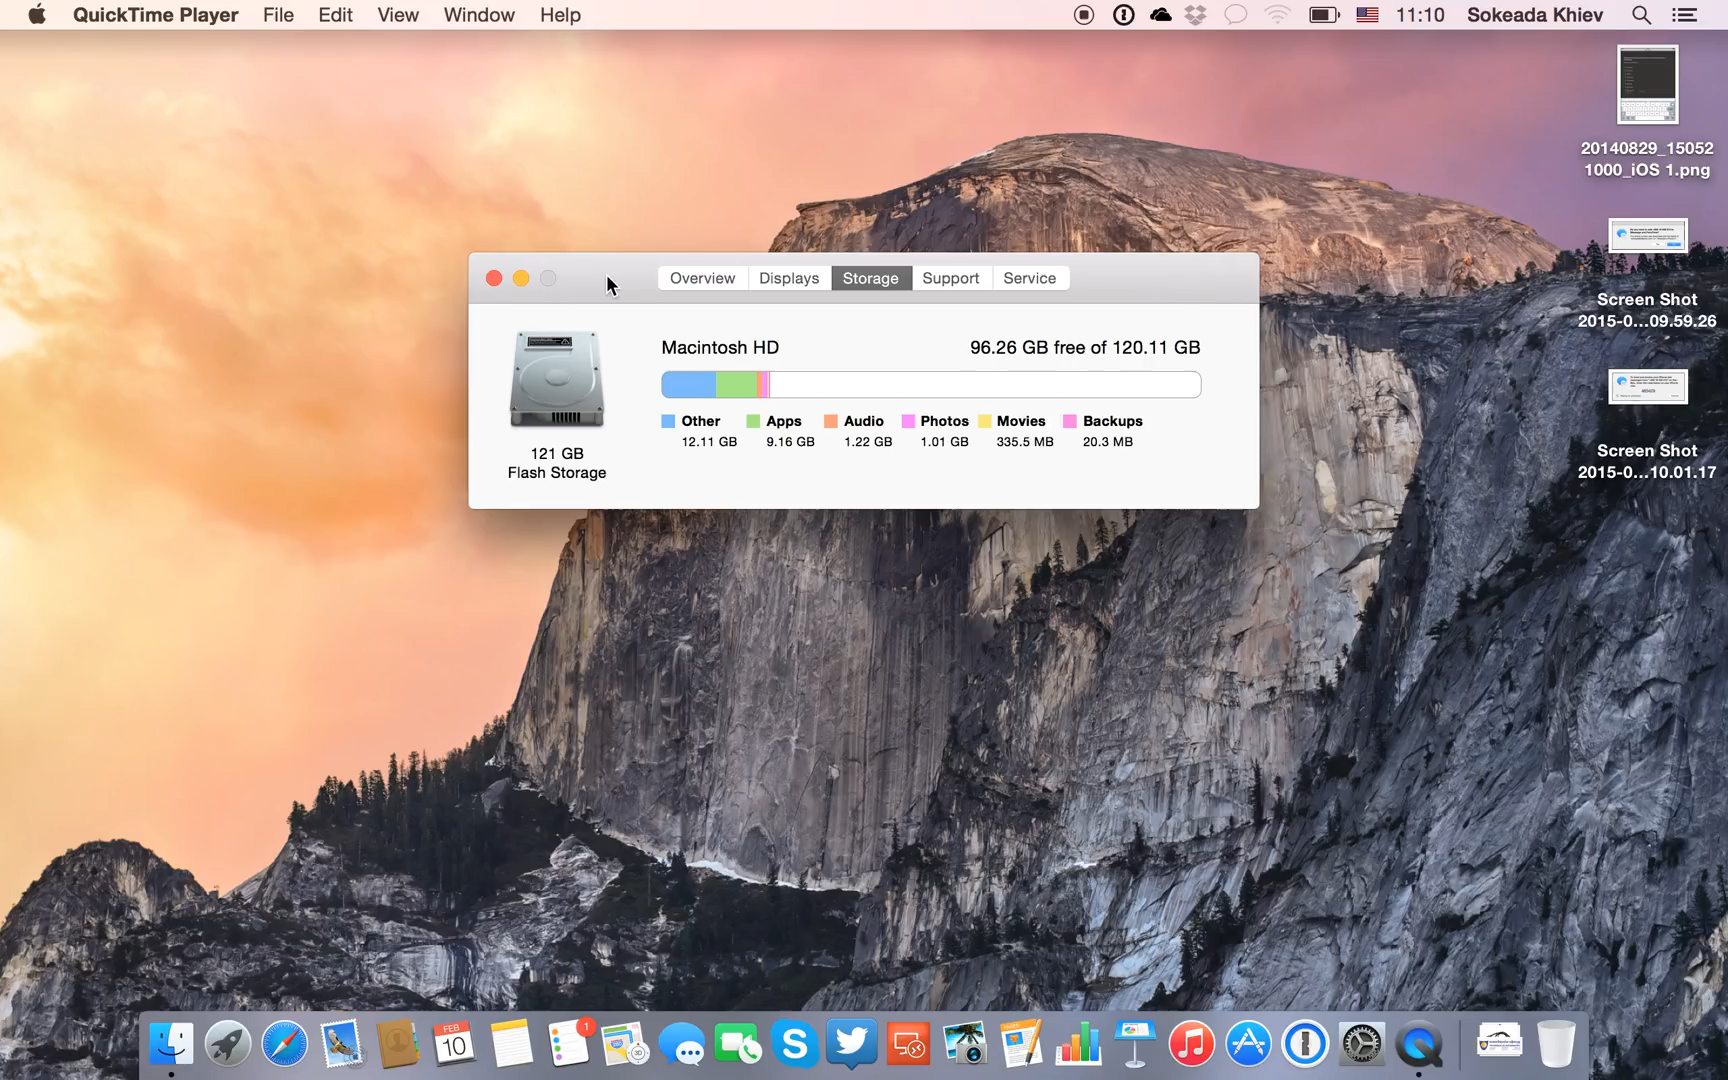 QuickTime Player File Edit View Window Help 11:10 Sokeada Khiev
20140829_15052
1000_iOS 1.png
Screen Shot
2015-0...09.59.26
Screen Shot
2015-0...10.01.17
Overview Displays Storage Support Service
Macintosh HD 96.26 GB free of 120.11 GB
Other Apps Audio Photos Movies Backups
12.11 GB 9.16 GB 1.22 GB 1.01 GB 335.5 MB 20.3 MB
121 GB
Flash Storage
FEB
10
1
3D